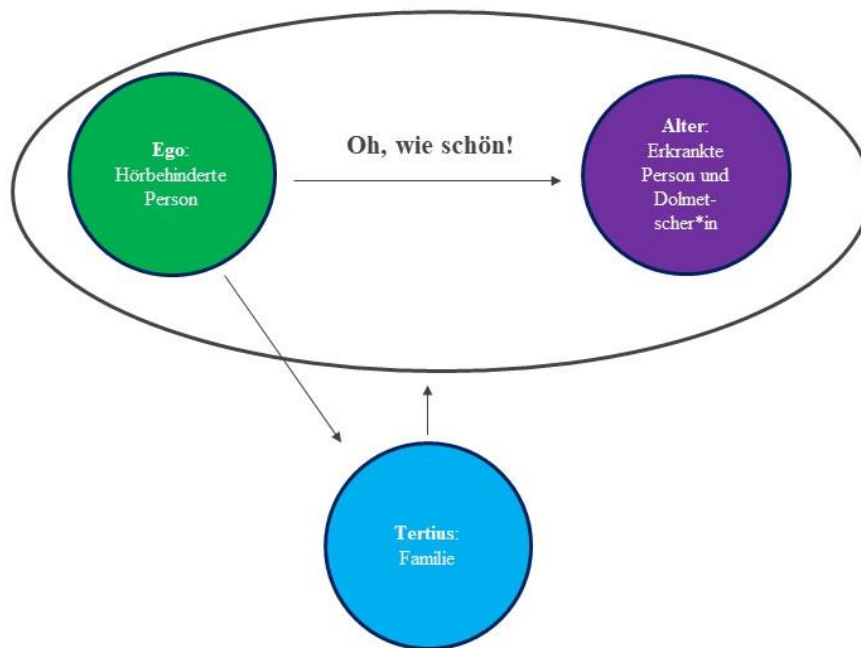 Ego:
Hörbehinderte
Person
Oh, wie schön!
Alter:
Erkrankte
Person und
Dolmet-
scher*in
Tertius:
Familie